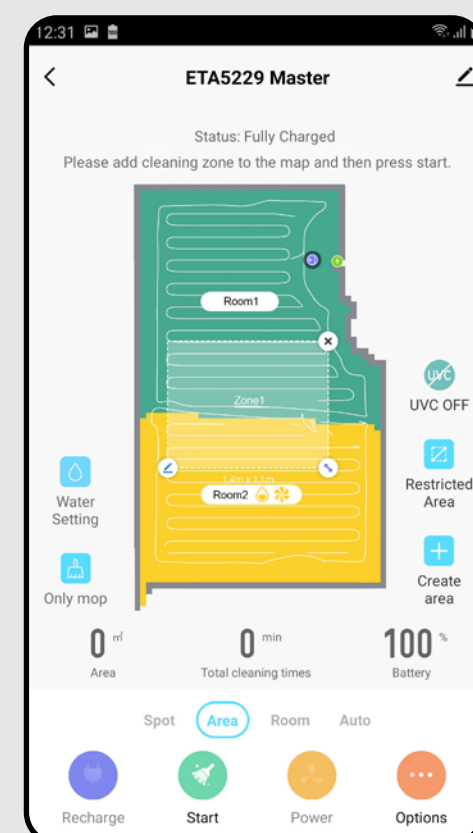 12:31
ETA5229 Master
Status: Fully Charged
Please add cleaning zone to the map and then press start.
Room1
Zone1
UVC
UVC OFF
1.4m x 1.1m
Room2
Water
Setting
Restricted
Area
Only mop
Create
area
0 ㎡
Area
0 min
Total cleaning times
100 %
Battery
Spot Area Room Auto
Recharge Start Power Options